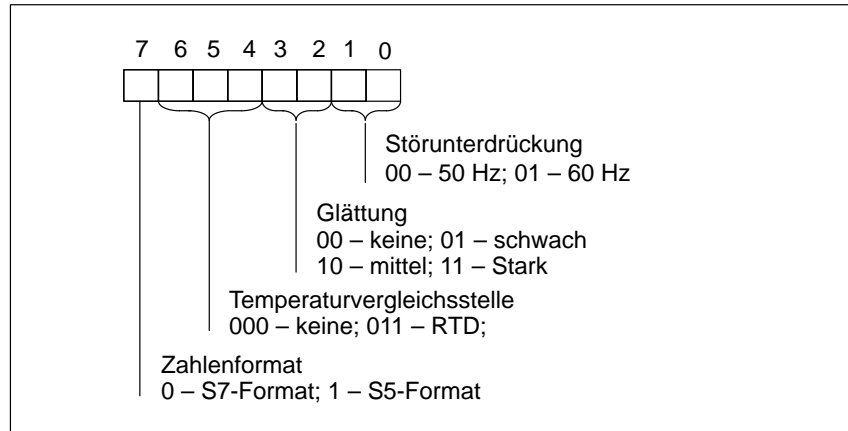 7 6 5 4 3 2 1 0
Störunterdrückung
00 – 50 Hz; 01 – 60 Hz
Glättung
00 – keine; 01 – schwach
10 – mittel; 11 – Stark
Temperaturvergleichsstelle
000 – keine; 011 – RTD;
Zahlenformat
0 – S7-Format; 1 – S5-Format